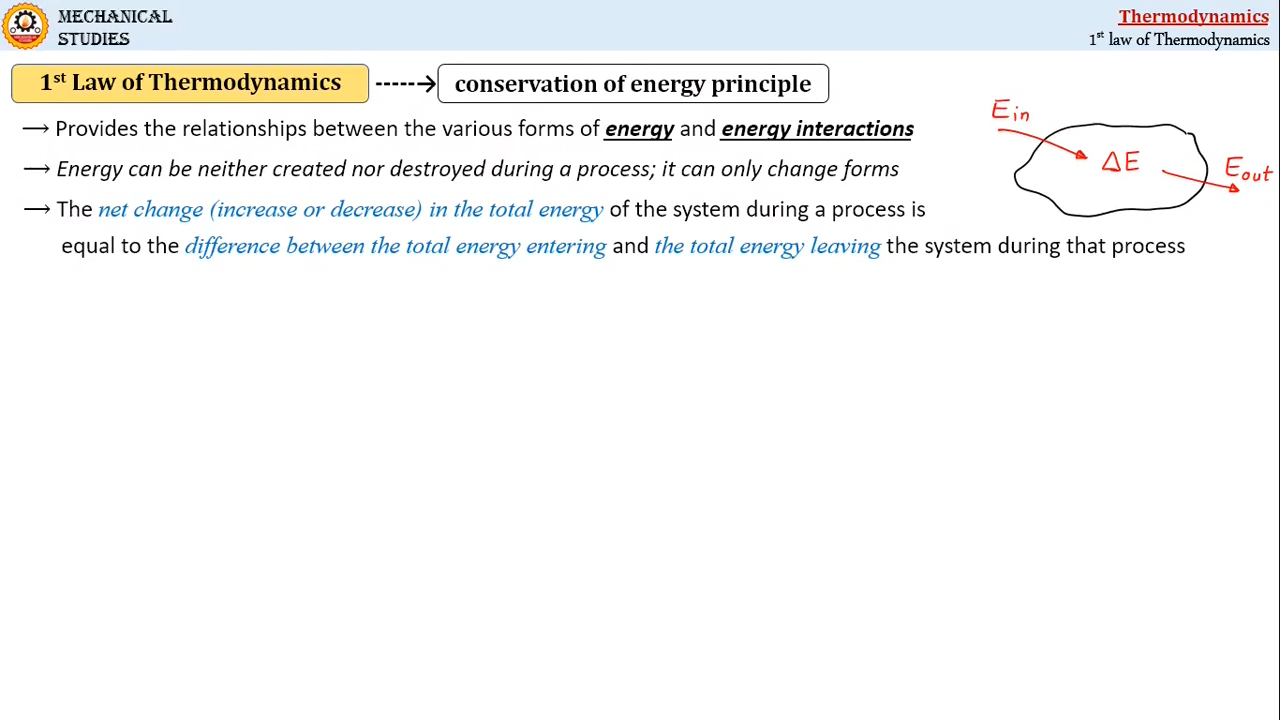 MECHANICAL
STUDIES
Thermodynamics
1st law of Thermodynamics
1st Law of Thermodynamics
conservation of energy principle
→ Provides the relationships between the various forms of energy and energy interactions
→ Energy can be neither created nor destroyed during a process; it can only change forms
→ The net change (increase or decrease) in the total energy of the system during a process is
equal to the difference between the total energy entering and the total energy leaving the system during that process
Ein
ΔE
Eout